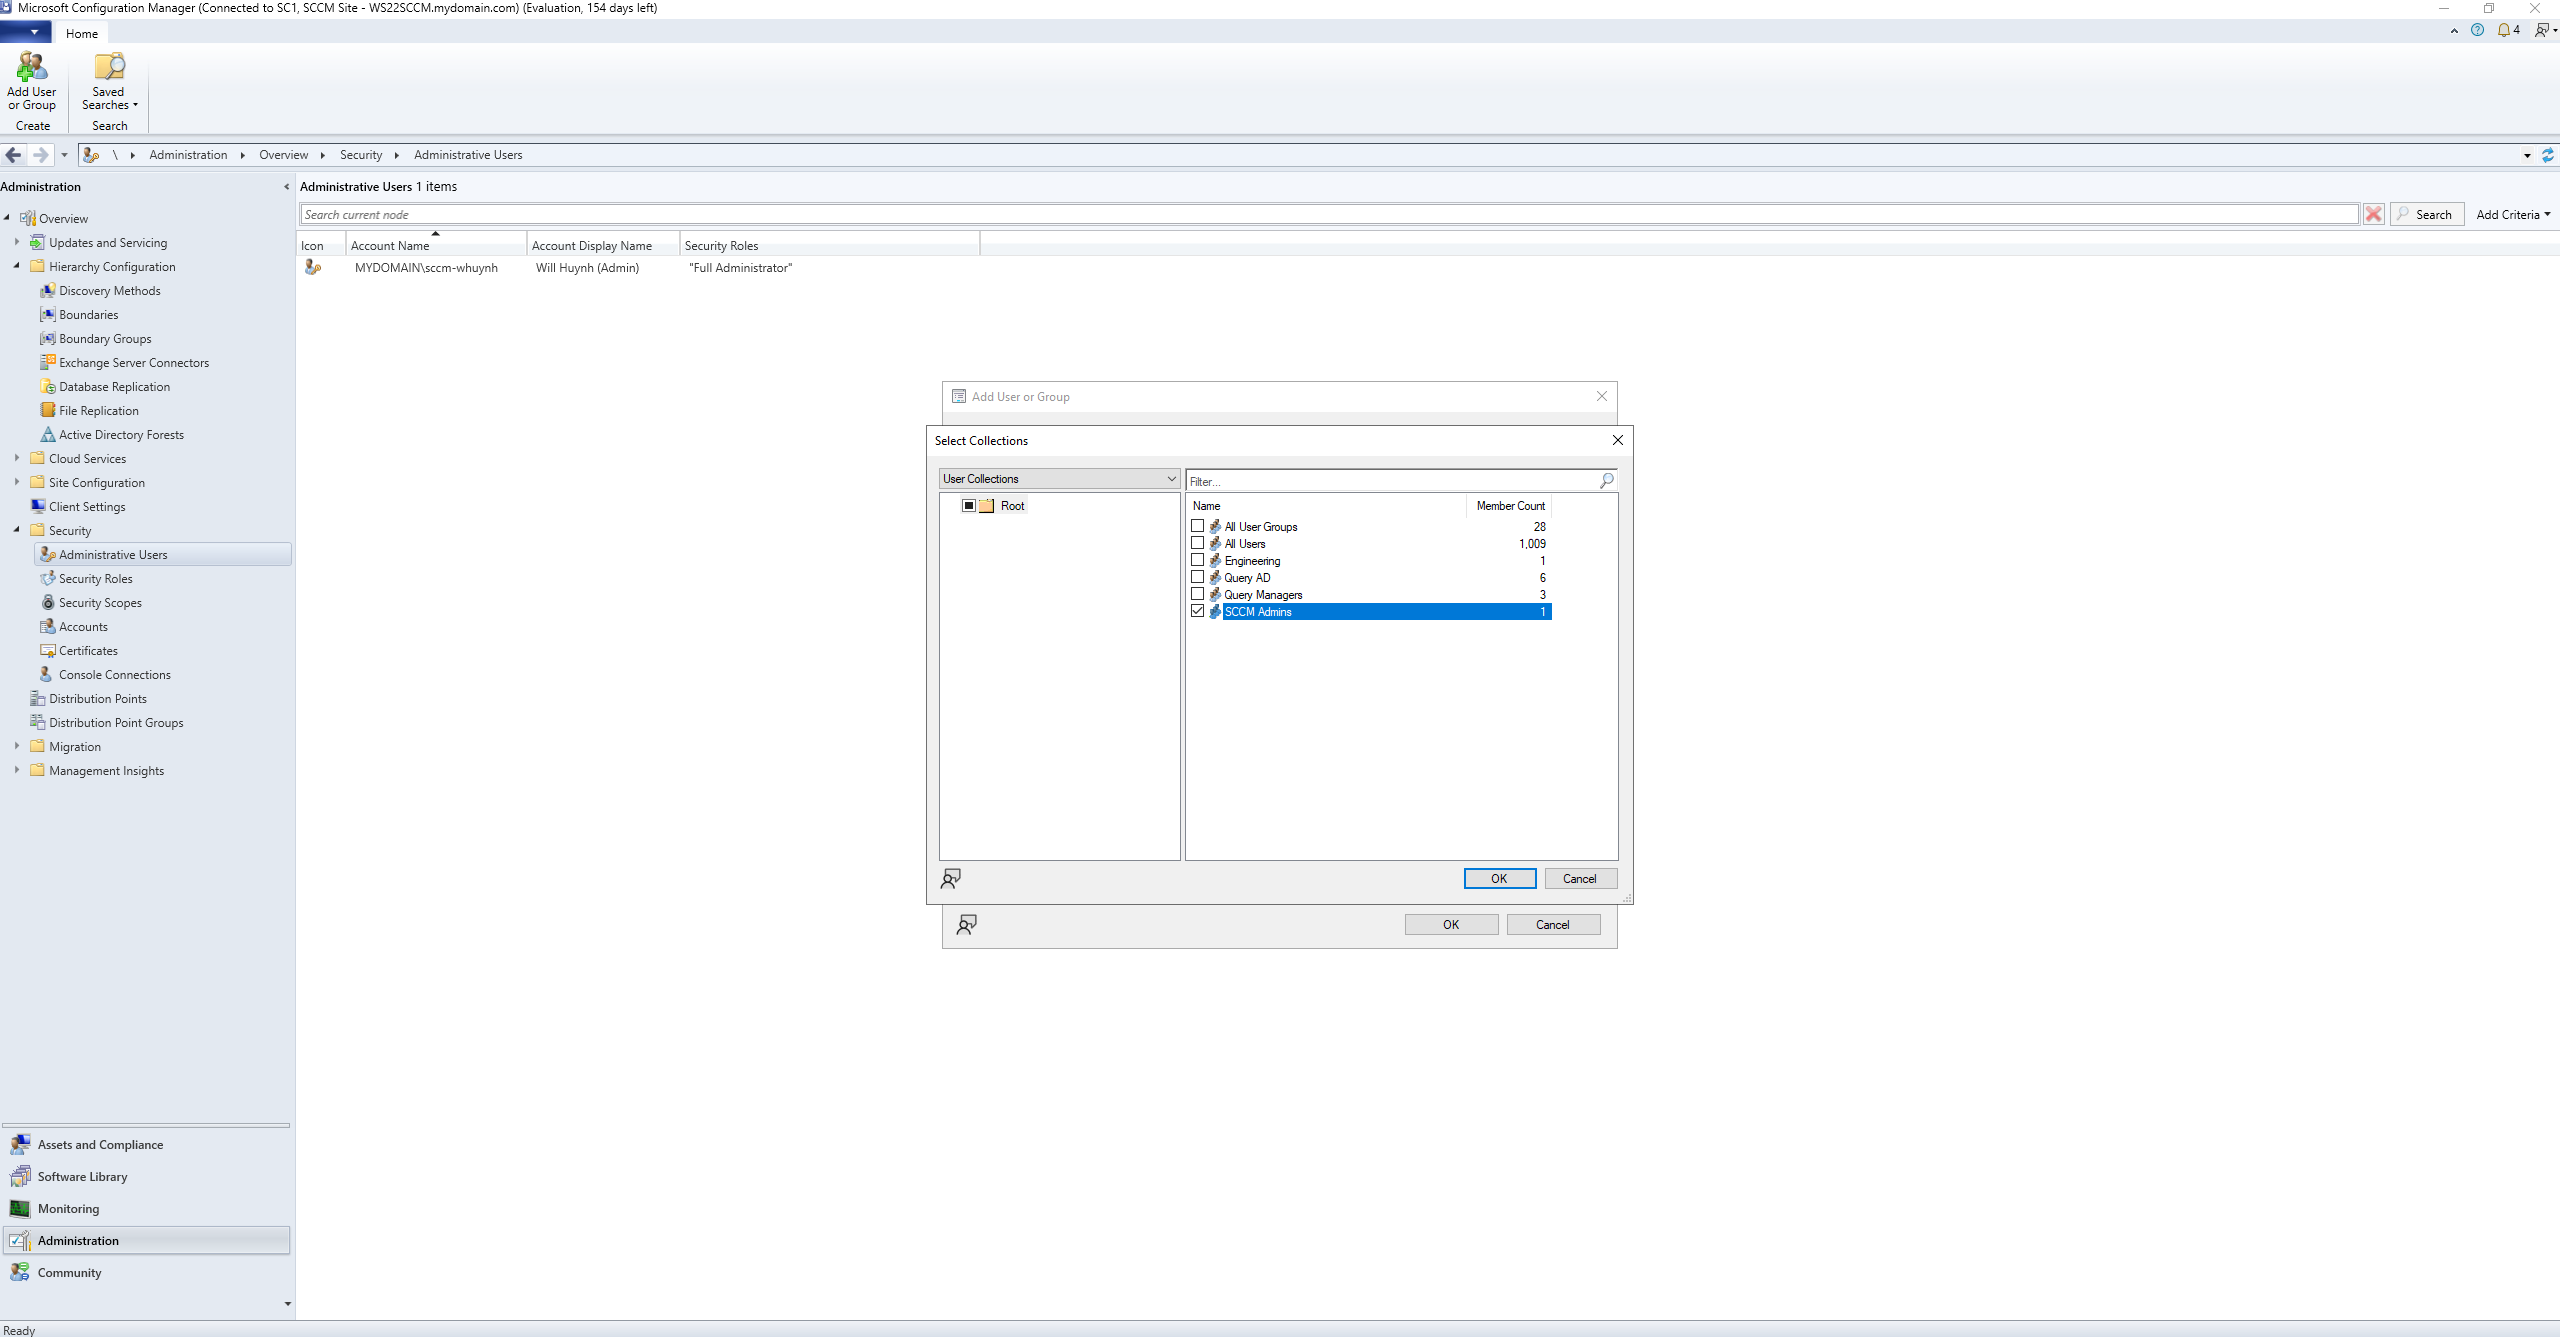 Microsoft Configuration Manager (Connected to SC1, SCCM Site - WS22SCCM.mydomain.com) (Evaluation, 154 days left)
Home
4
Add User
or Group
Saved
Searches
Create
Search
\ Administration Overview Security Administrative Users
Administration
Administrative Users 1 items
Search current node
Search
Add Criteria
Icon Account Name Account Display Name Security Roles
MYDOMAIN\sccm-whuynh Will Huynh (Admin) "Full Administrator"
Overview
Updates and Servicing
Hierarchy Configuration
Discovery Methods
Boundaries
Boundary Groups
Exchange Server Connectors
Database Replication
File Replication
Active Directory Forests
Cloud Services
Site Configuration
Client Settings
Security
Administrative Users
Security Roles
Security Scopes
Accounts
Certificates
Console Connections
Distribution Points
Distribution Point Groups
Migration
Management Insights
Add User or Group
Select Collections
User Collections
Filter...
Root
Name Member Count
All User Groups 28
All Users 1,009
Engineering 1
Query AD 6
Query Managers 3
SCCM Admins 1
OK Cancel
OK Cancel
Assets and Compliance
Software Library
Monitoring
Administration
Community
Ready